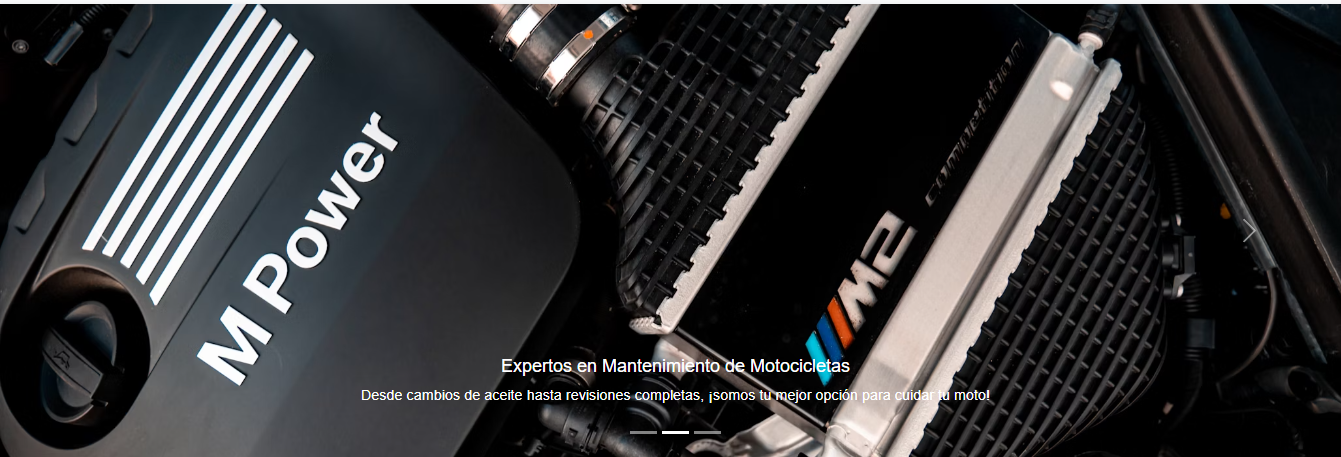 M Power
M2
competition
Expertos en Mantenimiento de Motocicletas
Desde cambios de aceite hasta revisiones completas, ¡somos tu mejor opción para cuidar tu moto!